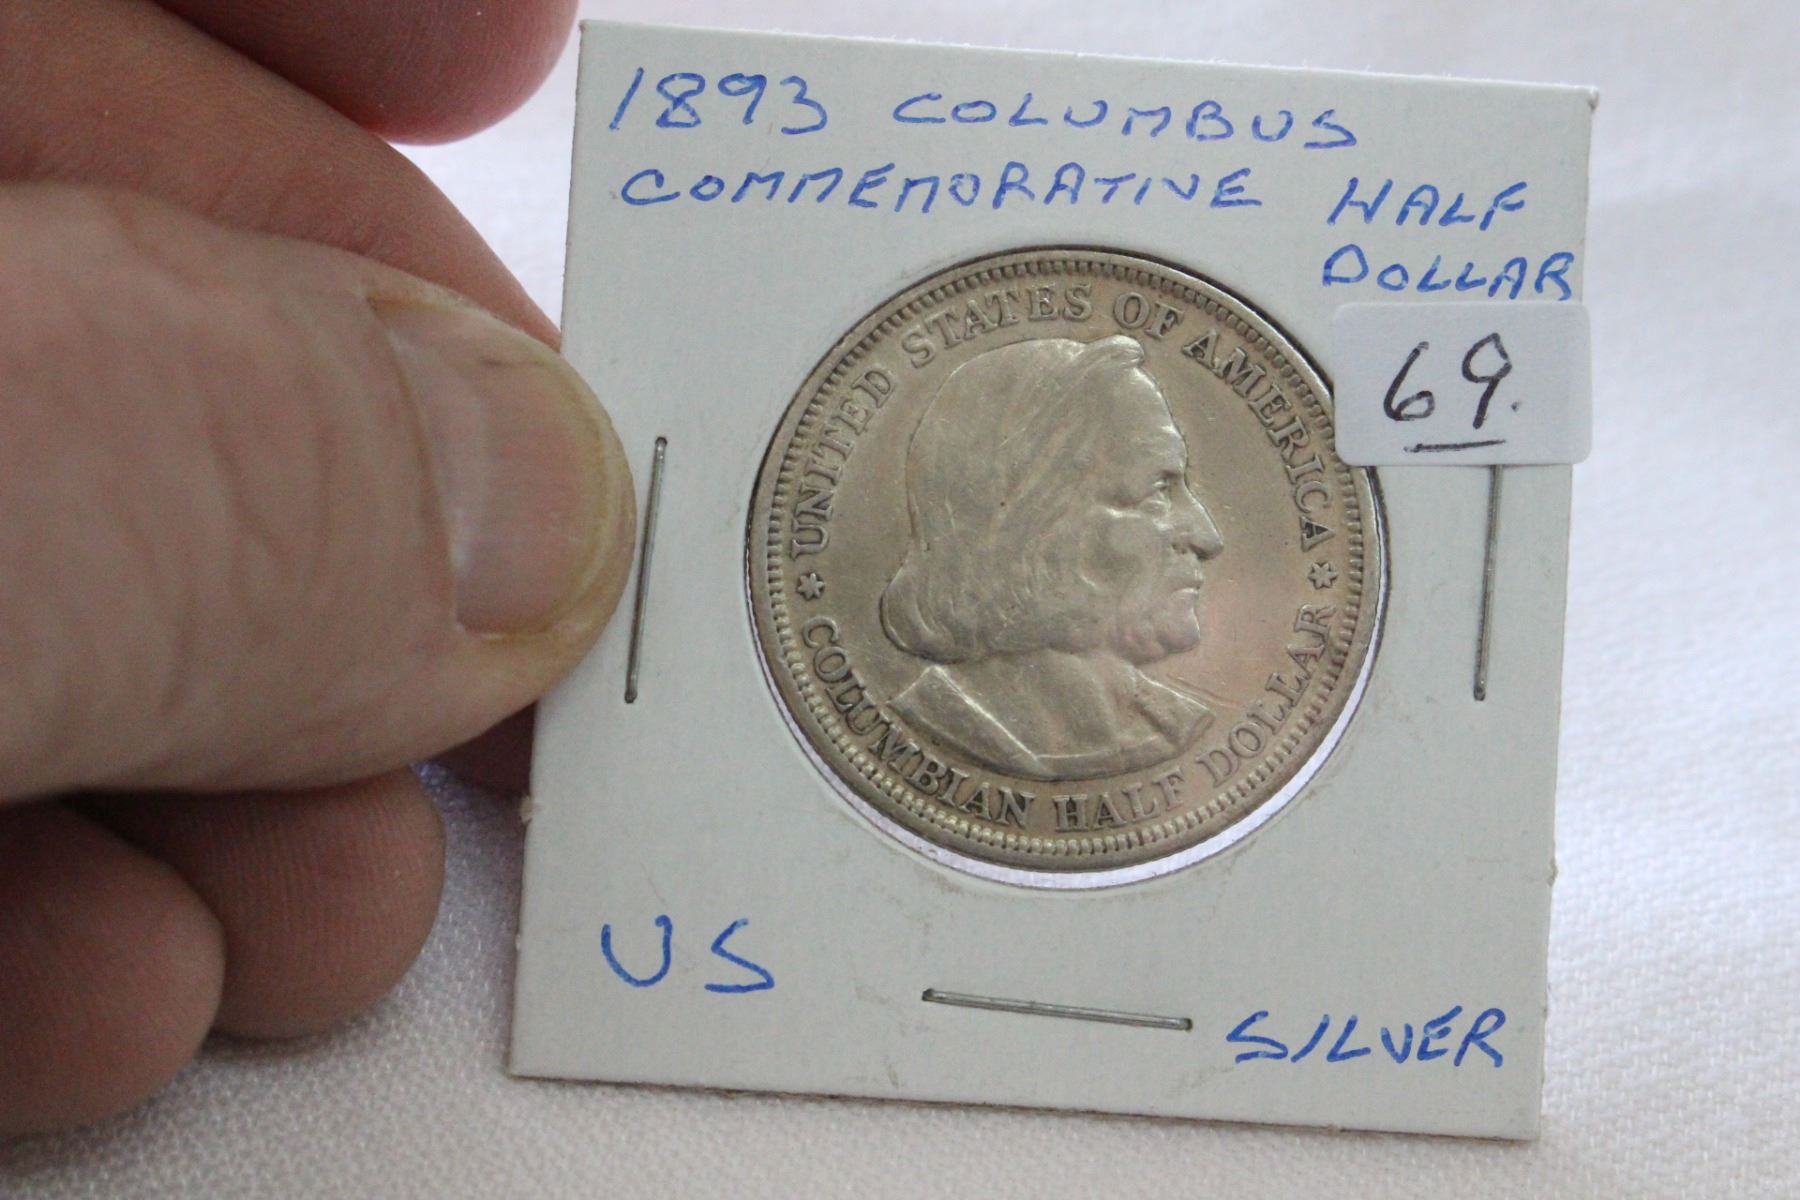 1893 COLUMBUS
COMMEMORATIVE HALF
DOLLAR
69.
UNITED STATES OF AMERICA
COLUMBIAN HALF DOLLAR
US
SILVER